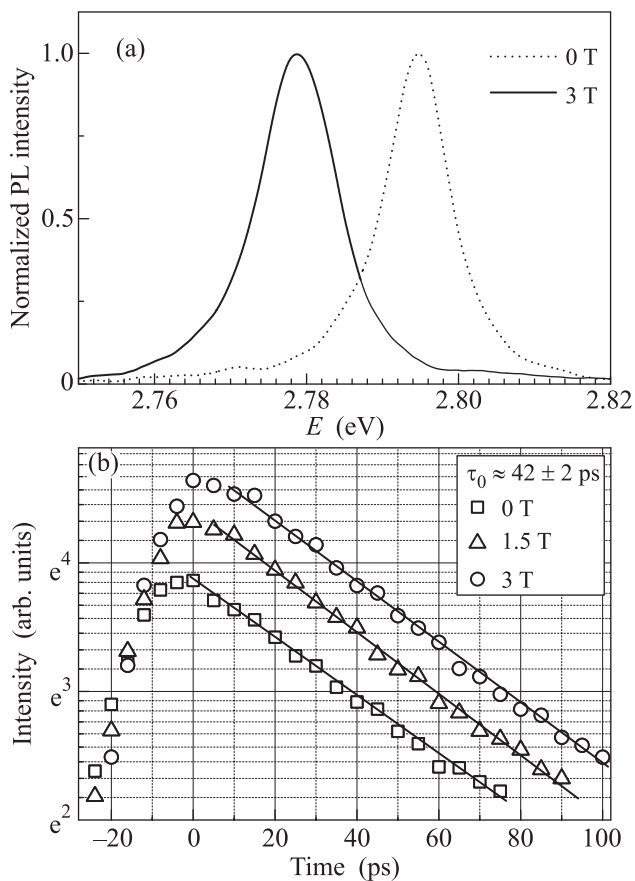 (a)
0 T
3 T
Normalized PL intensity
1.0
0.5
0
2.76 2.78 2.80 2.82
E (eV)
(b)
τ₀ ≈ 42 ± 2 ps
0 T
1.5 T
3 T
Intensity (arb. units)
e⁴
e³
e²
−20 0 20 40 60 80 100
Time (ps)